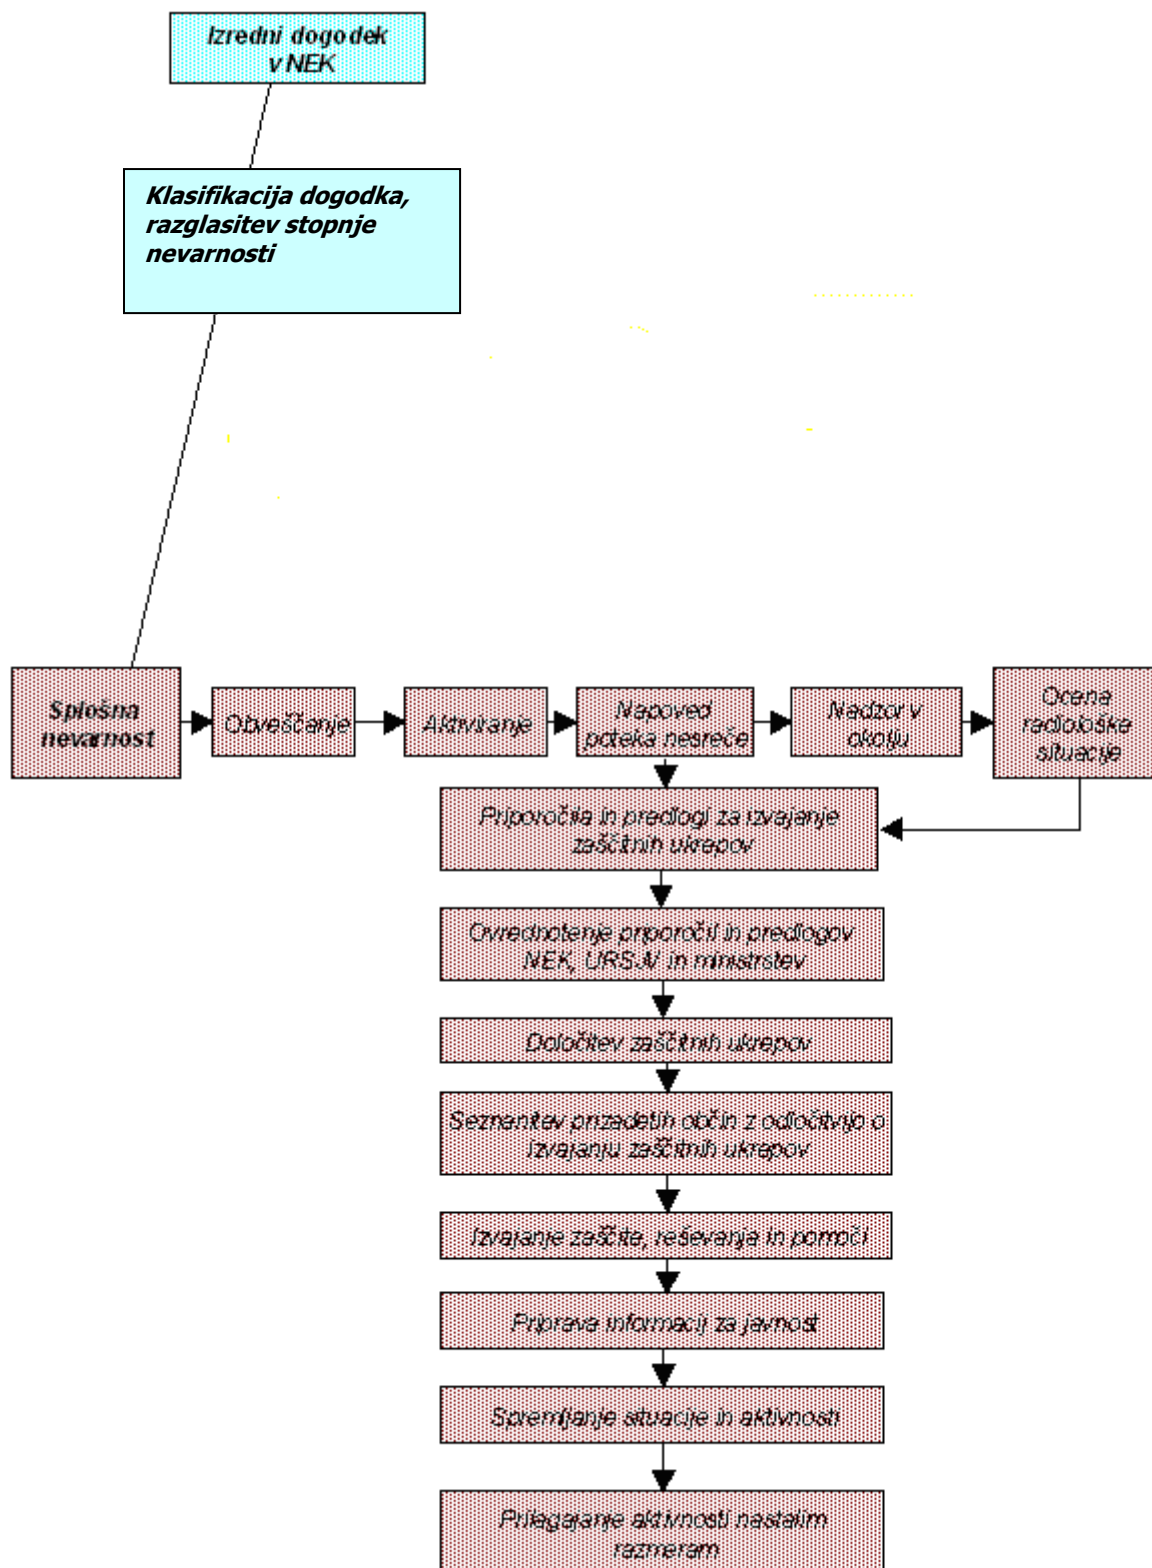 Izredni dogodek
v NEK
Klasifikacija dogodka,
razglasitev stopnje
nevarnosti
Splošna
nevarnost
Obveščanje
Aktiviranje
Napoved
poteka nesreče
Nadzor v
okolju
Ocena
radiološke
situacije
Priporočila in predlogi za izvajanje
zaščitnih ukrepov
Ovrednotenje priporočil in predlogov
NEK, URSJV in ministrstev
Določitev zaščitnih ukrepov
Seznanitev prizadetih občin z odločitvijo o
izvajanju zaščitnih ukrepov
Izvajanje zaščite, reševanja in pomoči
Priprava informacij za javnost
Spremljanje situacije in aktivnosti
Prilagajanje aktivnosti nastalim
razmeram